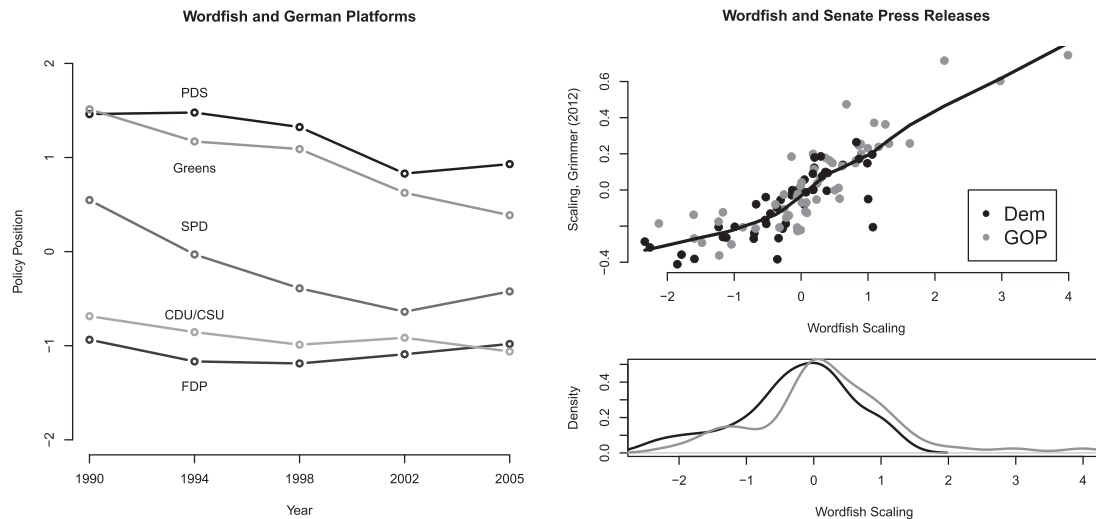 Wordfish and German Platforms
Policy Position
2
1
0
−1
−2
PDS
Greens
SPD
CDU/CSU
FDP
1990 1994 1998 2002 2005
Year
Wordfish and Senate Press Releases
Scaling, Grimmer (2012)
0.6
0.4
0.2
0.0
−0.4
Dem
GOP
−2 −1 0 1 2 3 4
Wordfish Scaling
Density
0.4
0.2
0.0
−2 −1 0 1 2 3 4
Wordfish Scaling